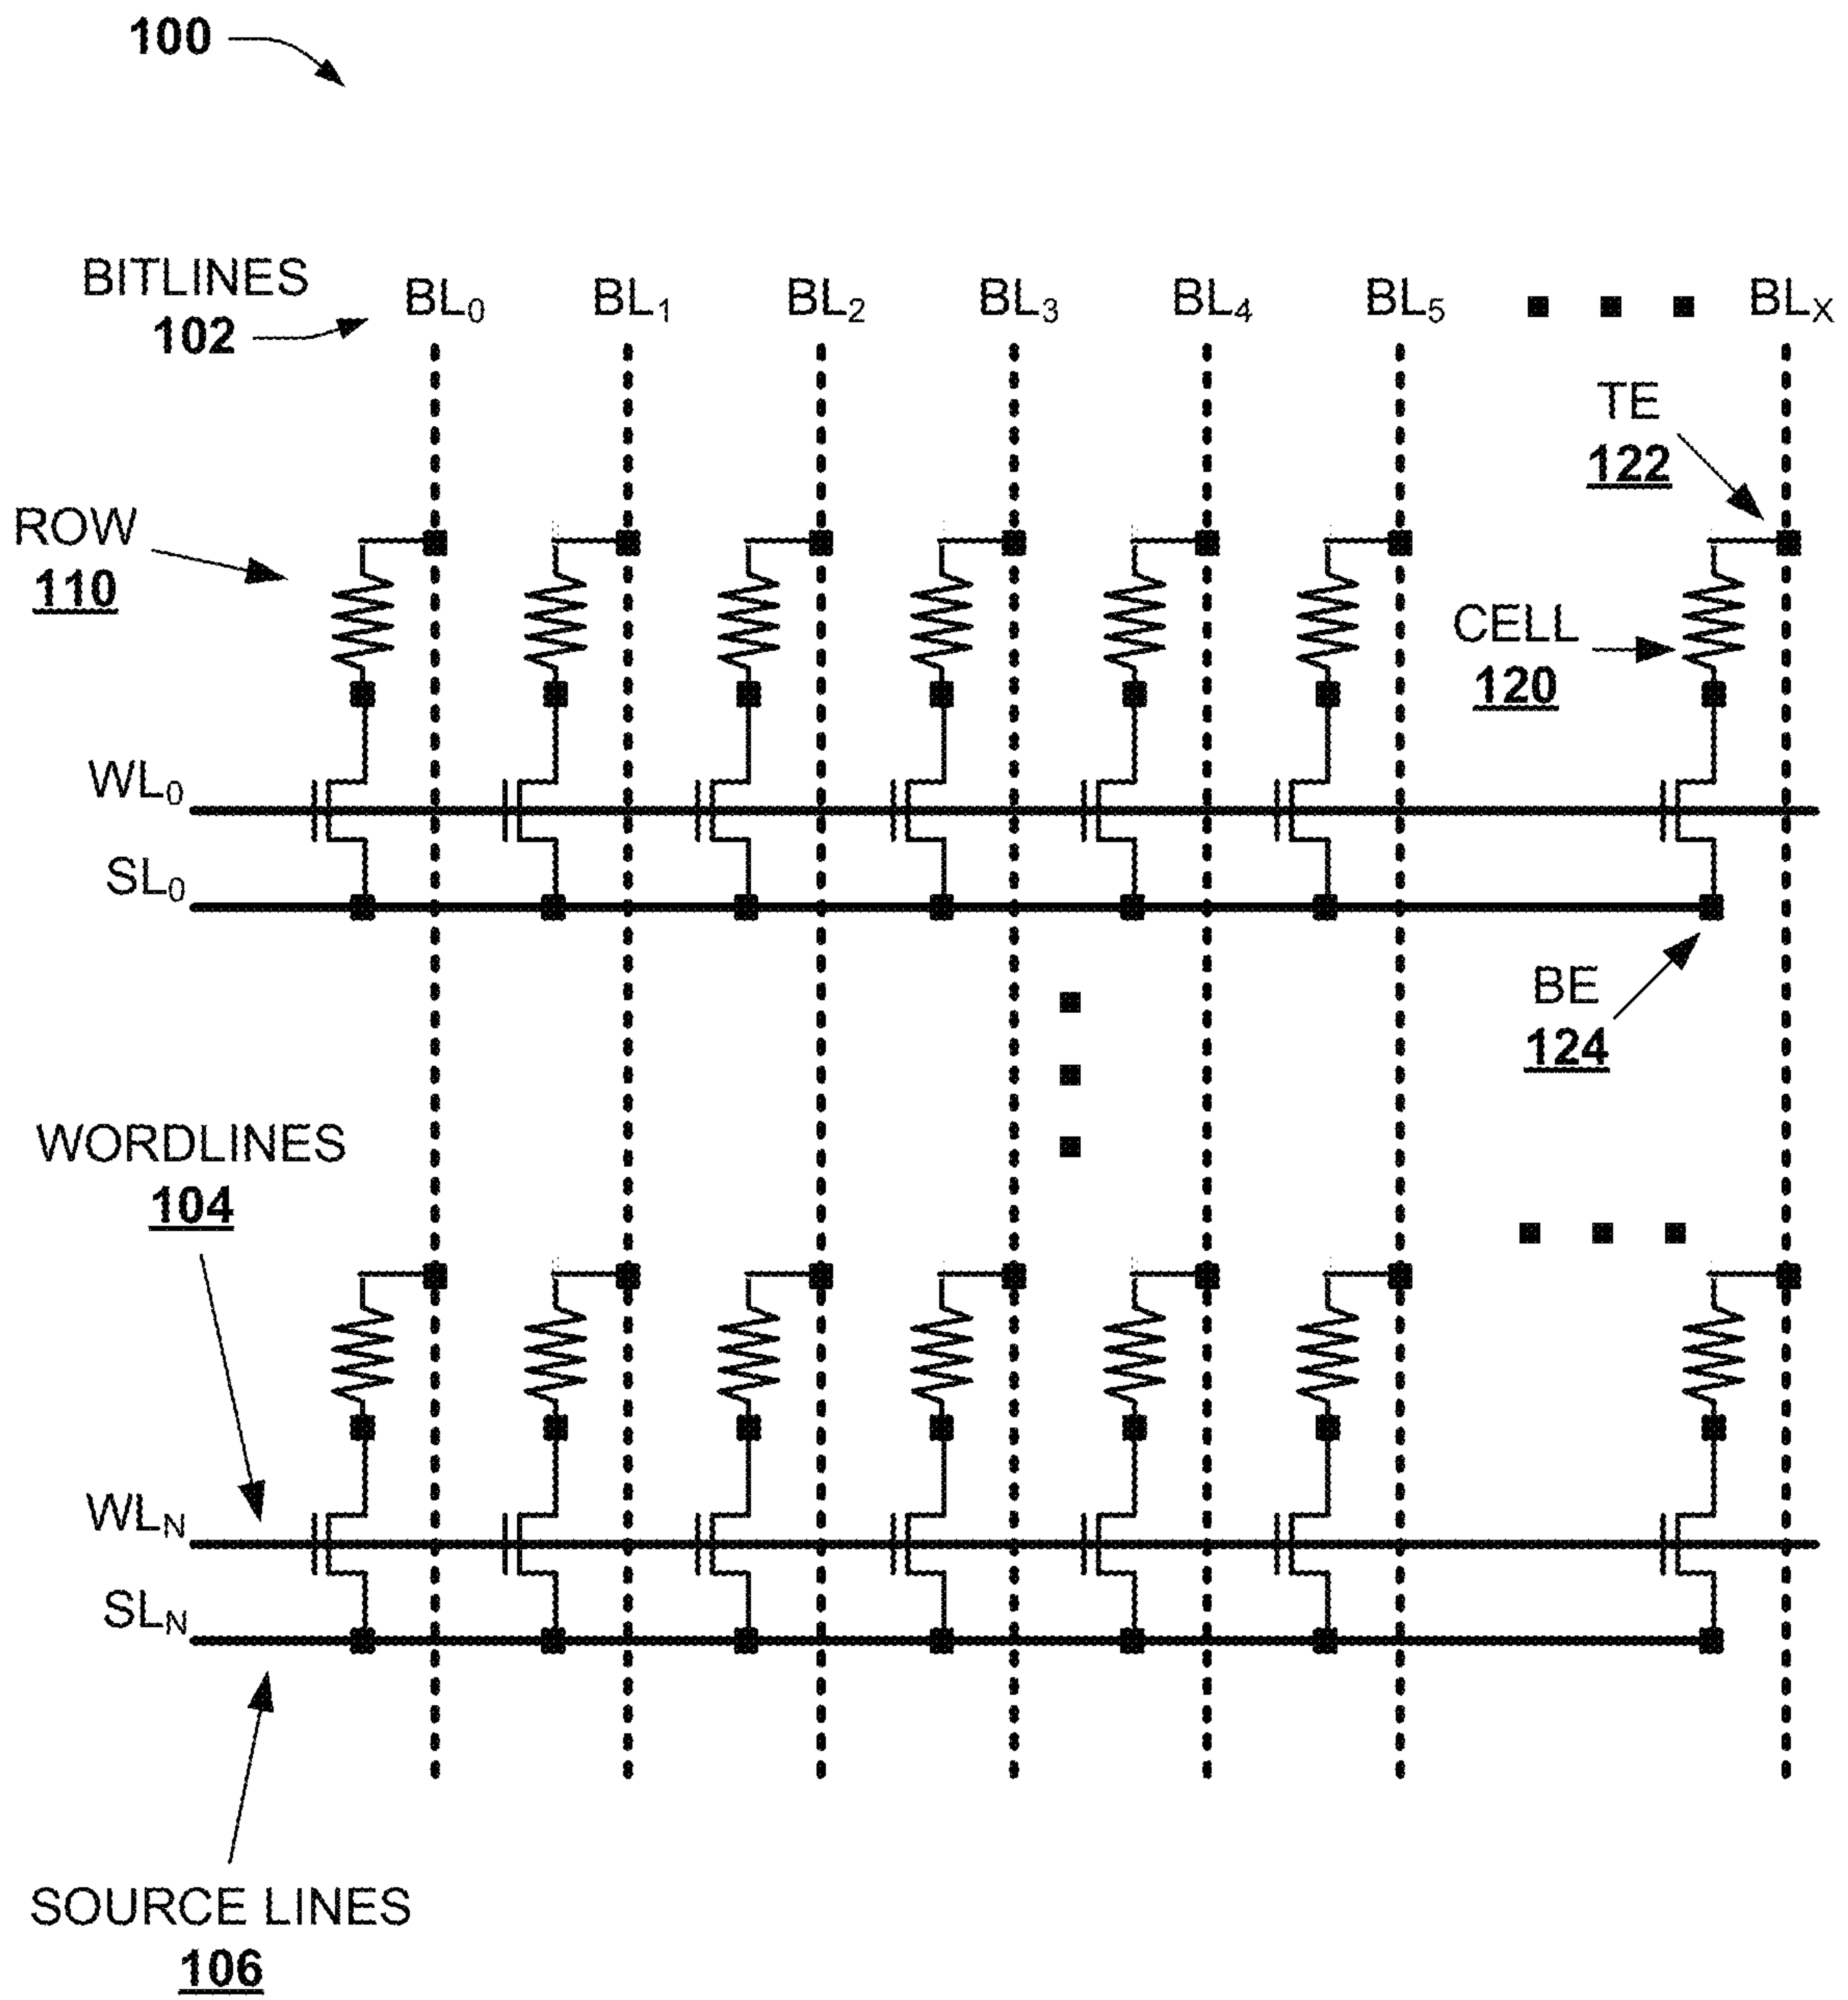 100
BITLINES
102
BL0 BL1 BL2 BL3 BL4 BL5 BLX
TE
122
ROW
110
CELL
120
WL0
SL0
BE
124
WORDLINES
104
WLN
SLN
SOURCE LINES
106